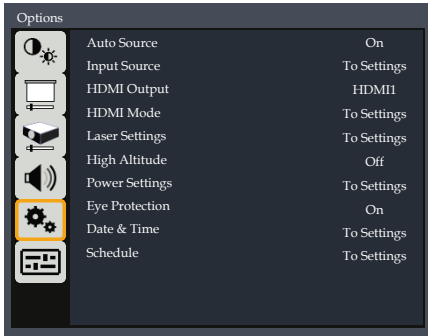 Options
Auto Source On
Input Source To Settings
HDMI Output HDMI1
HDMI Mode To Settings
Laser Settings To Settings
High Altitude Off
Power Settings To Settings
Eye Protection On
Date & Time To Settings
Schedule To Settings